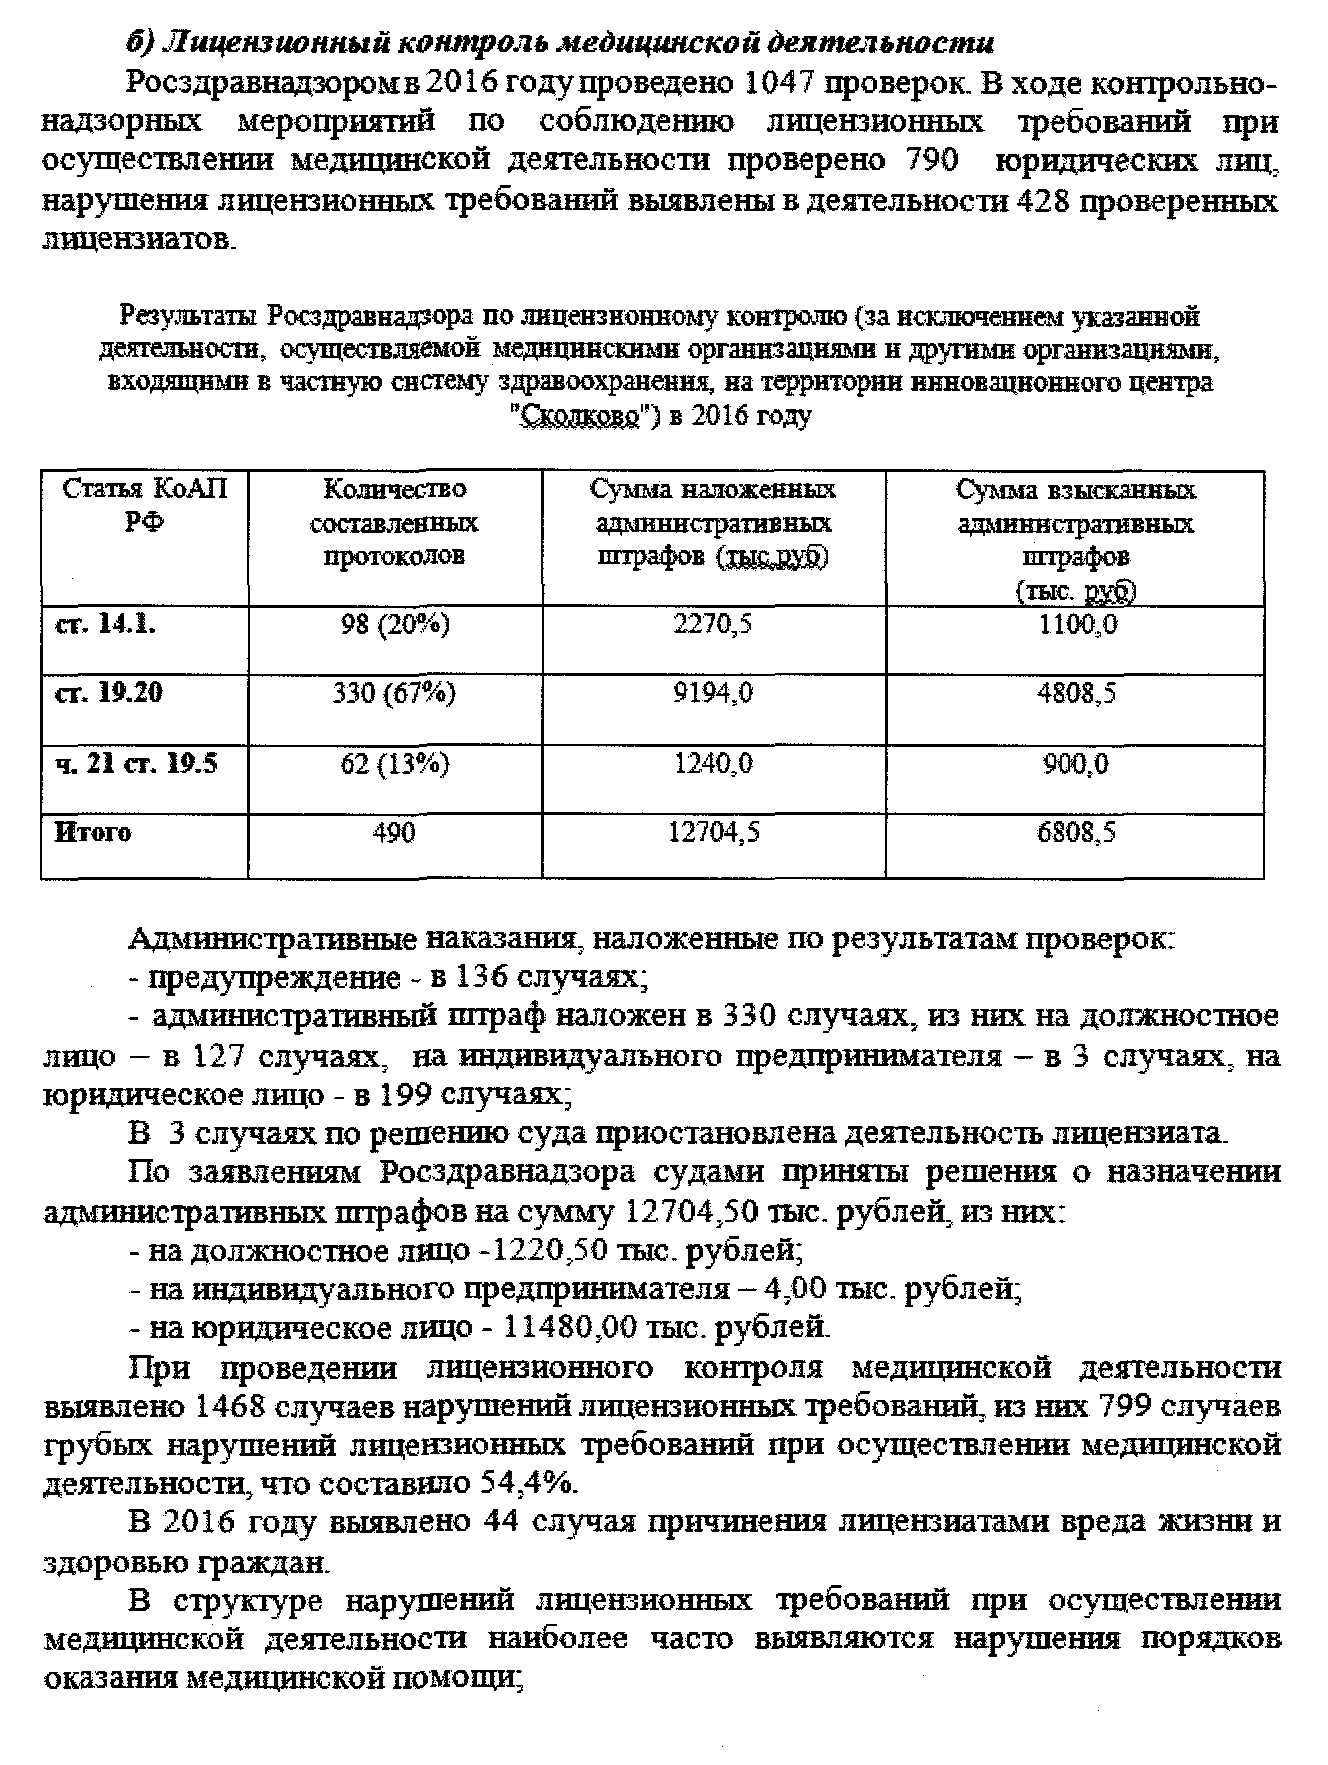 б) Лицензионный контроль медицинской деятельности
Росздравнадзором в 2016 году проведено 1047 проверок. В ходе контрольно-
надзорных мероприятий по соблюдению лицензионных требований при
осуществлении медицинской деятельности проверено 790 юридических лиц,
нарушения лицензионных требований выявлены в деятельности 428 проверенных
лицензиатов.
Результаты Росздравнадзора по лицензионному контролю (за исключением указанной
деятельности, осуществляемой медицинскими организациями и другими организациями,
входящими в частную систему здравоохранения, на территории инновационного центра
"Сколково") в 2016 году
Статья КоАП
РФ
Количество
составленных
протоколов
Сумма наложенных
административных
штрафов (тыс.руб)
Сумма взысканных
административных
штрафов
(тыс. руб)
ст. 14.1. 98 (20%) 2270,5 1100,0
ст. 19.20 330 (67%) 9194,0 4808,5
ч. 21 ст. 19.5 62 (13%) 1240,0 900,0
Итого 490 12704,5 6808,5
Административные наказания, наложенные по результатам проверок:
- предупреждение - в 136 случаях;
- административный штраф наложен в 330 случаях, из них на должностное
лицо – в 127 случаях, на индивидуального предпринимателя – в 3 случаях, на
юридическое лицо - в 199 случаях;
В 3 случаях по решению суда приостановлена деятельность лицензиата.
По заявлениям Росздравнадзора судами приняты решения о назначении
административных штрафов на сумму 12704,50 тыс. рублей, из них:
- на должностное лицо -1220,50 тыс. рублей;
- на индивидуального предпринимателя – 4,00 тыс. рублей;
- на юридическое лицо - 11480,00 тыс. рублей.
При проведении лицензионного контроля медицинской деятельности
выявлено 1468 случаев нарушений лицензионных требований, из них 799 случаев
грубых нарушений лицензионных требований при осуществлении медицинской
деятельности, что составило 54,4%.
В 2016 году выявлено 44 случая причинения лицензиатами вреда жизни и
здоровью граждан.
В структуре нарушений лицензионных требований при осуществлении
медицинской деятельности наиболее часто выявляются нарушения порядков
оказания медицинской помощи;